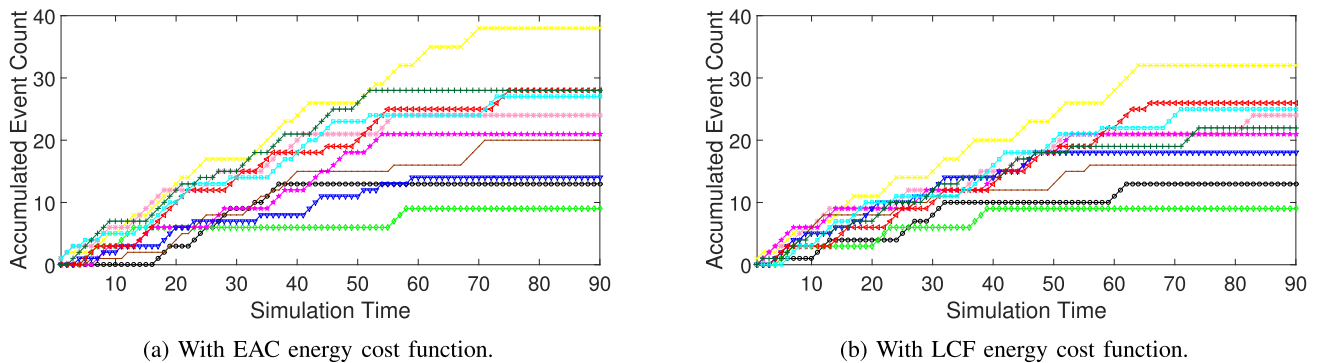 Accumulated Event Count
40
30
20
10
0
10 20 30 40 50 60 70 80 90
Simulation Time
(a) With EAC energy cost function.
Accumulated Event Count
40
30
20
10
0
10 20 30 40 50 60 70 80 90
Simulation Time
(b) With LCF energy cost function.